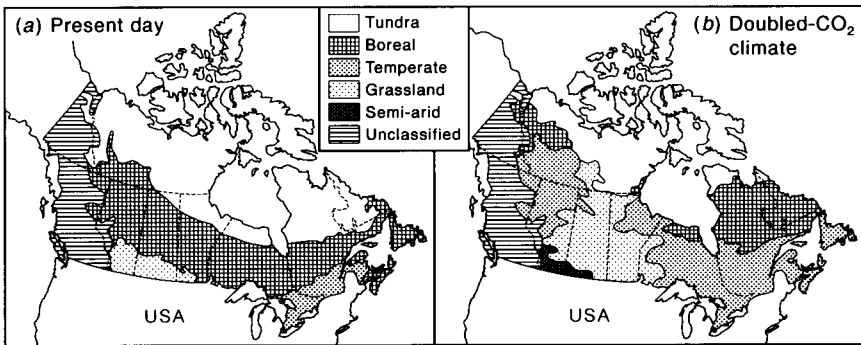 (a) Present day
Tundra
Boreal
Temperate
Grassland
Semi-arid
Unclassified
(b) Doubled-CO₂
climate
USA
USA